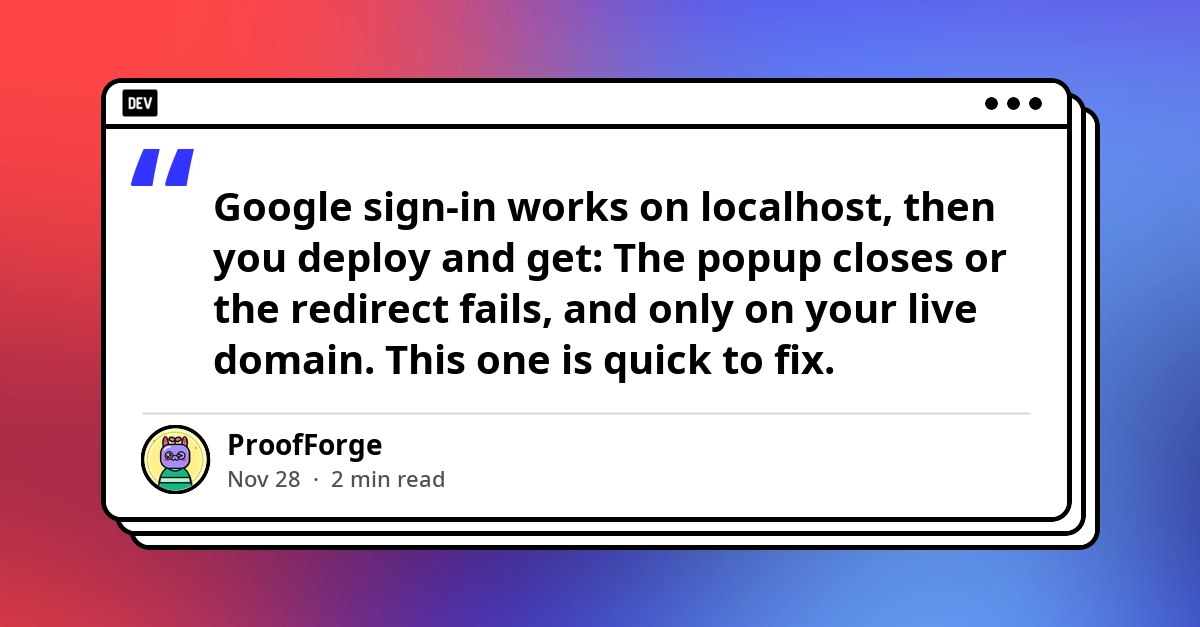 DEV
“
Google sign-in works on localhost, then
you deploy and get: The popup closes or
the redirect fails, and only on your live
domain. This one is quick to fix.
ProofForge
Nov 28 · 2 min read